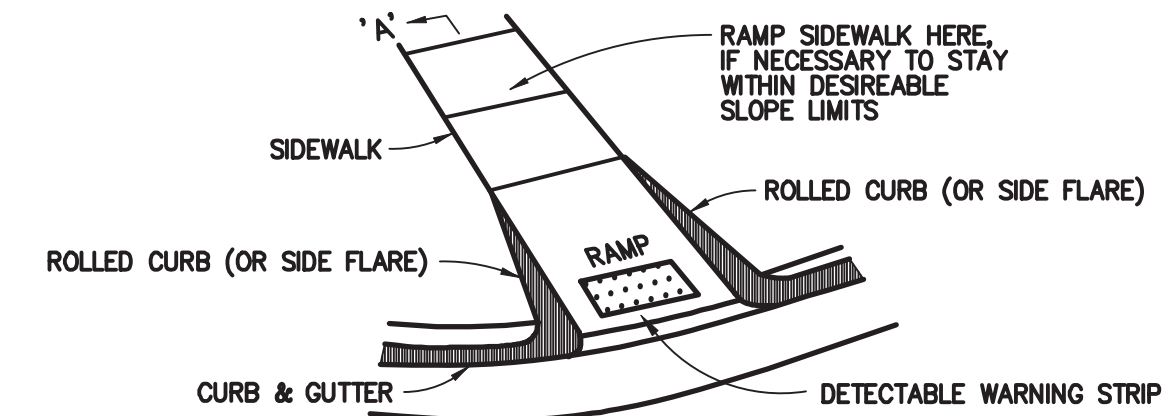 'A'
RAMP SIDEWALK HERE,
IF NECESSARY TO STAY
WITHIN DESIREABLE
SLOPE LIMITS
SIDEWALK
ROLLED CURB (OR SIDE FLARE)
ROLLED CURB (OR SIDE FLARE)
RAMP
CURB & GUTTER
DETECTABLE WARNING STRIP